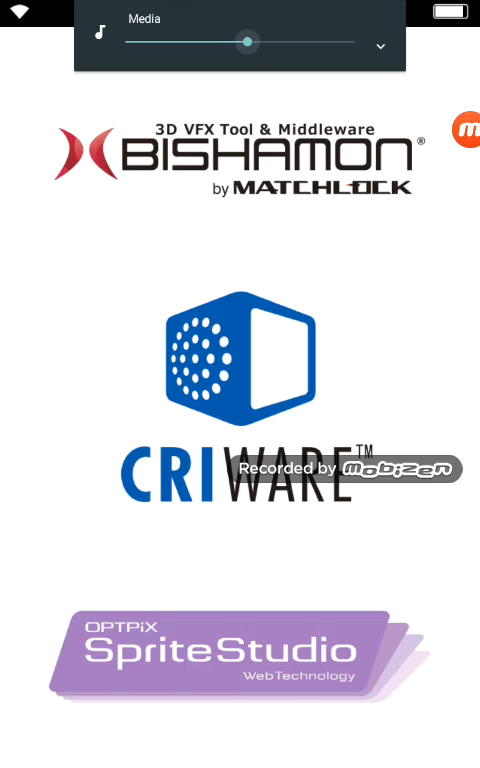 Media
3D VFX Tool & Middleware
BISHAMON®
by MATCHLOCK
CRIWARE™
Recorded by mobizen
OPTPiX
SpriteStudio
WebTechnology